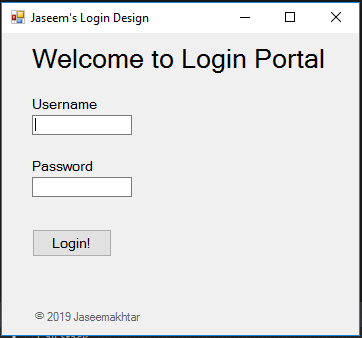 Jaseem's Login Design
Welcome to Login Portal
Username
Password
Login!
© 2019 Jaseemakhtar